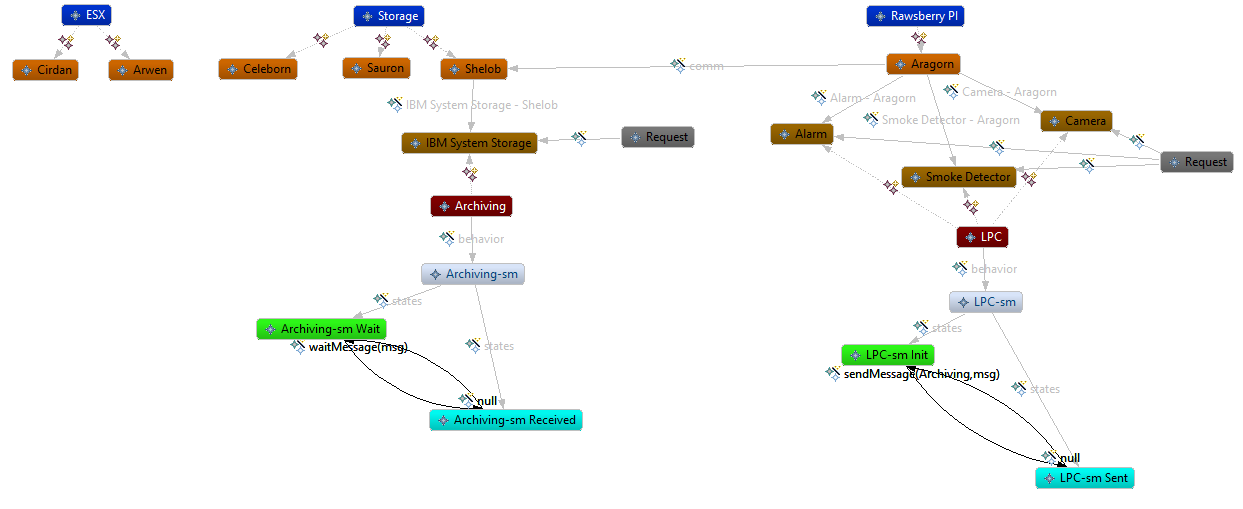 ESX
Storage
Rawsberry PI
Cirdan
Arwen
Celeborn
Sauron
Shelob
comm
Aragorn
IBM System Storage - Shelob
Alarm - Aragorn
Camera - Aragorn
Smoke Detector - Aragorn
Camera
Alarm
IBM System Storage
Request
Request
Smoke Detector
Archiving
LPC
behavior
behavior
Archiving-sm
LPC-sm
states
states
Archiving-sm Wait
waitMessage(msg)
states
LPC-sm Init
sendMessage(Archiving,msg)
states
null
Archiving-sm Received
null
LPC-sm Sent